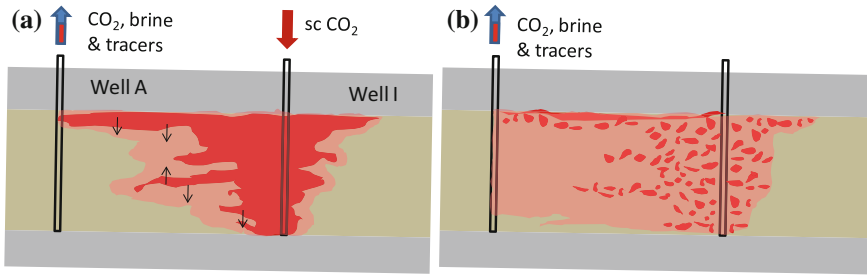 (a)
CO2, brine
& tracers
sc CO2
Well A
Well I
(b)
CO2, brine
& tracers